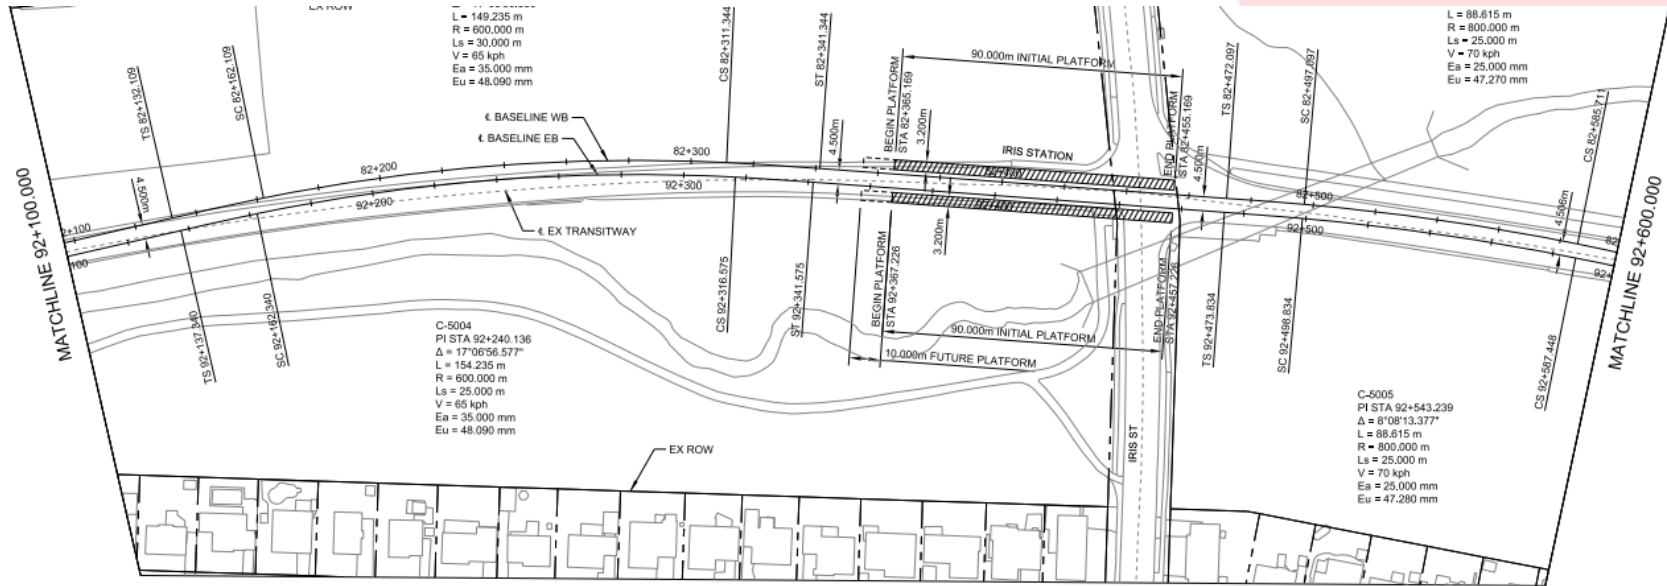 EX ROW
L = 149.235 m
R = 600.000 m
Ls = 30.000 m
V = 65 kph
Ea = 35.000 mm
Eu = 48.090 mm
L = 88.615 m
R = 800.000 m
Ls = 25.000 m
V = 70 kph
Ea = 25.000 mm
Eu = 47.270 mm
TS 82+132.109
SC 82+162.109
CS 82+311.344
ST 82+341.344
BEGIN PLATFORM
STA 82+365.169
90.000m INITIAL PLATFORM
END PLATFORM
STA 82+455.169
TS 82+472.097
SC 82+497.097
CS 82+585.711
℄ BASELINE WB
℄ BASELINE EB
4.500m
3.200m
IRIS STATION
4.500m
4.500m
4.506m
82+200
82+300
82+500
92+200
92+300
92+500
℄ EX TRANSITWAY
3.200m
MATCHLINE 92+100.000
MATCHLINE 92+600.000
TS 92+137.340
SC 92+162.340
CS 92+316.575
ST 92+341.575
BEGIN PLATFORM
STA 92+367.226
90.000m INITIAL PLATFORM
10.000m FUTURE PLATFORM
END PLATFORM
STA 92+457.226
TS 92+473.834
SC 92+498.834
CS 92+587.448
C-5004
PI STA 92+240.136
Δ = 17°06'56.577"
L = 154.235 m
R = 600.000 m
Ls = 25.000 m
V = 65 kph
Ea = 35.000 mm
Eu = 48.090 mm
C-5005
PI STA 92+543.239
Δ = 8°08'13.377"
L = 88.615 m
R = 800.000 m
Ls = 25.000 m
V = 70 kph
Ea = 25.000 mm
Eu = 47.280 mm
EX ROW
IRIS ST